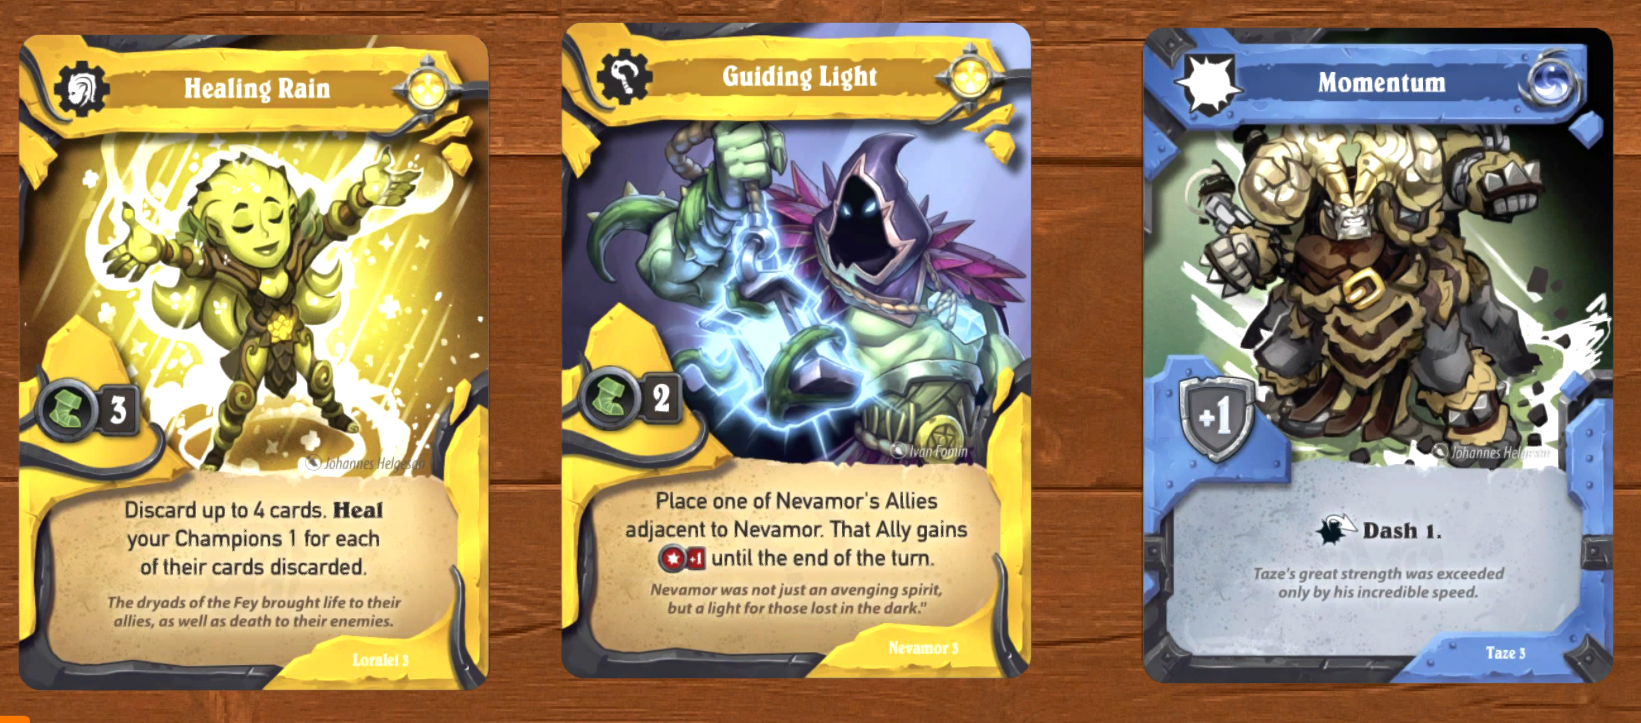 Healing Rain
3
Johannes Helgeson
Discard up to 4 cards. Heal
your Champions 1 for each
of their cards discarded.
The dryads of the Fey brought life to their
allies, as well as death to their enemies.
Loralei 3
Guiding Light
2
Ivan Fomin
Place one of Nevamor's Allies
adjacent to Nevamor. That Ally gains
+1 until the end of the turn.
Nevamor was not just an avenging spirit,
but a light for those lost in the dark."
Nevamor 3
Momentum
+1
Johannes Helgeson
Dash 1.
Taze's great strength was exceeded
only by his incredible speed.
Taze 3